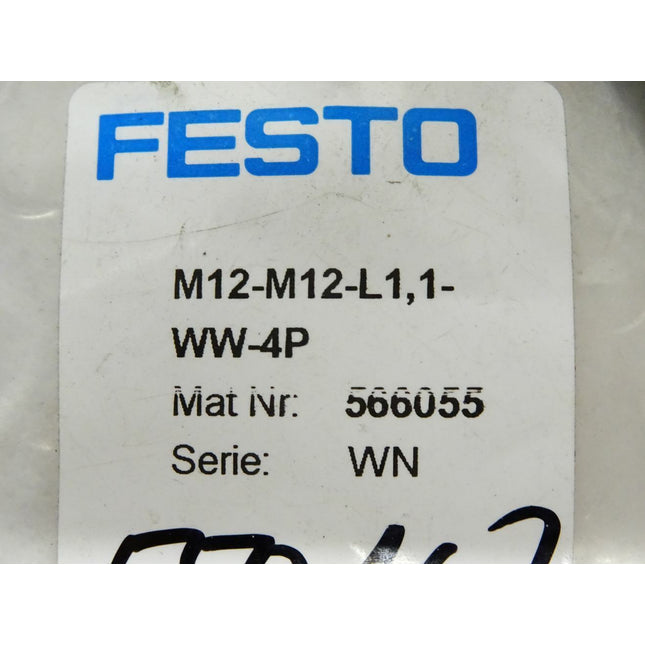 FESTO
M12-M12-L1,1-
WW-4P
Mat Nr: 566055
Serie: WN